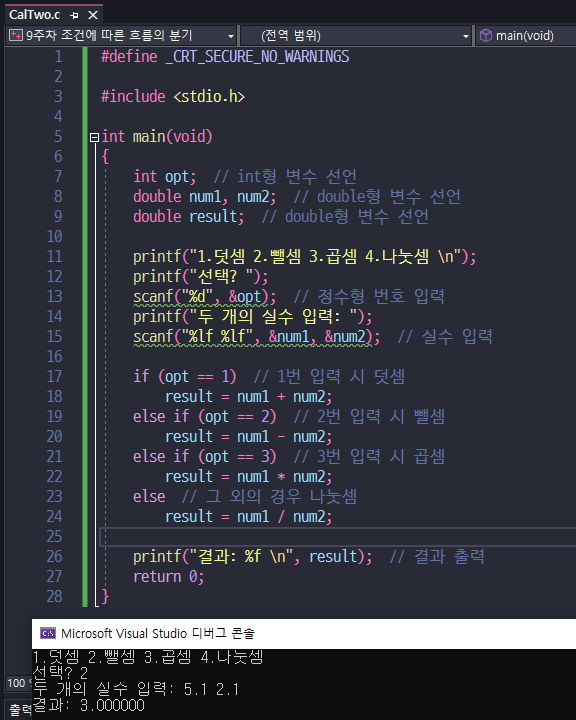 CalTwo.c
9주차 조건에 따른 흐름의 분기 (전역 범위) main(void)
1 #define _CRT_SECURE_NO_WARNINGS
2
3 #include <stdio.h>
4
5 int main(void)
6 {
7 int opt; // int형 변수 선언
8 double num1, num2; // double형 변수 선언
9 double result; // double형 변수 선언
10
11 printf("1.덧셈 2.뺄셈 3.곱셈 4.나눗셈 \n");
12 printf("선택? ");
13 scanf("%d", &opt); // 정수형 번호 입력
14 printf("두 개의 실수 입력: ");
15 scanf("%lf %lf", &num1, &num2); // 실수 입력
16
17 if (opt == 1) // 1번 입력 시 덧셈
18 result = num1 + num2;
19 else if (opt == 2) // 2번 입력 시 뺄셈
20 result = num1 - num2;
21 else if (opt == 3) // 3번 입력 시 곱셈
22 result = num1 * num2;
23 else // 그 외의 경우 나눗셈
24 result = num1 / num2;
25
26 printf("결과: %f \n", result); // 결과 출력
27 return 0;
28 }
Microsoft Visual Studio 디버그 콘솔
1.덧셈 2.뺄셈 3.곱셈 4.나눗셈
선택? 2
100 %
두 개의 실수 입력: 5.1 2.1
결과: 3.000000
출력